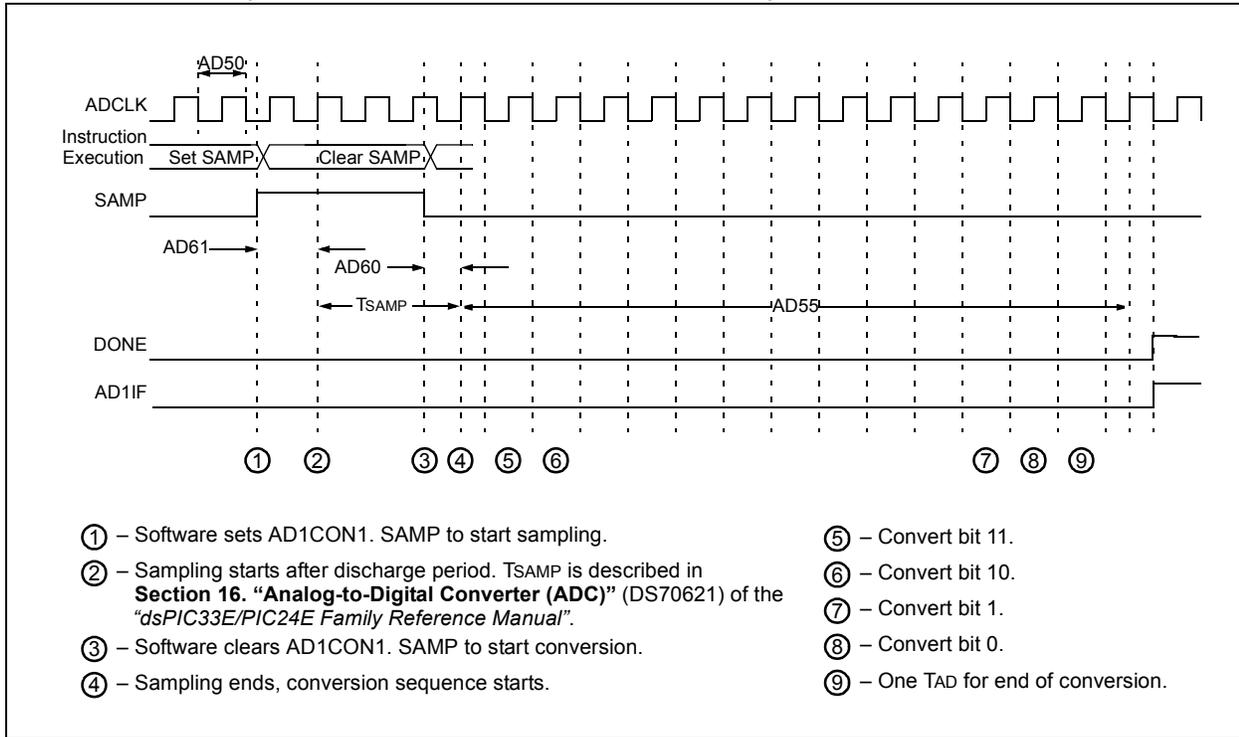 AD50
ADCLK
Instruction
Execution
Set SAMP
Clear SAMP
SAMP
AD61
AD60
TSAMP
AD55
DONE
AD1IF
1 2 3 4 5 6 7 8 9
1 – Software sets AD1CON1. SAMP to start sampling.
2 – Sampling starts after discharge period. TSAMP is described in
Section 16. “Analog-to-Digital Converter (ADC)” (DS70621) of the
“dsPIC33E/PIC24E Family Reference Manual”.
3 – Software clears AD1CON1. SAMP to start conversion.
4 – Sampling ends, conversion sequence starts.
5 – Convert bit 11.
6 – Convert bit 10.
7 – Convert bit 1.
8 – Convert bit 0.
9 – One TAD for end of conversion.